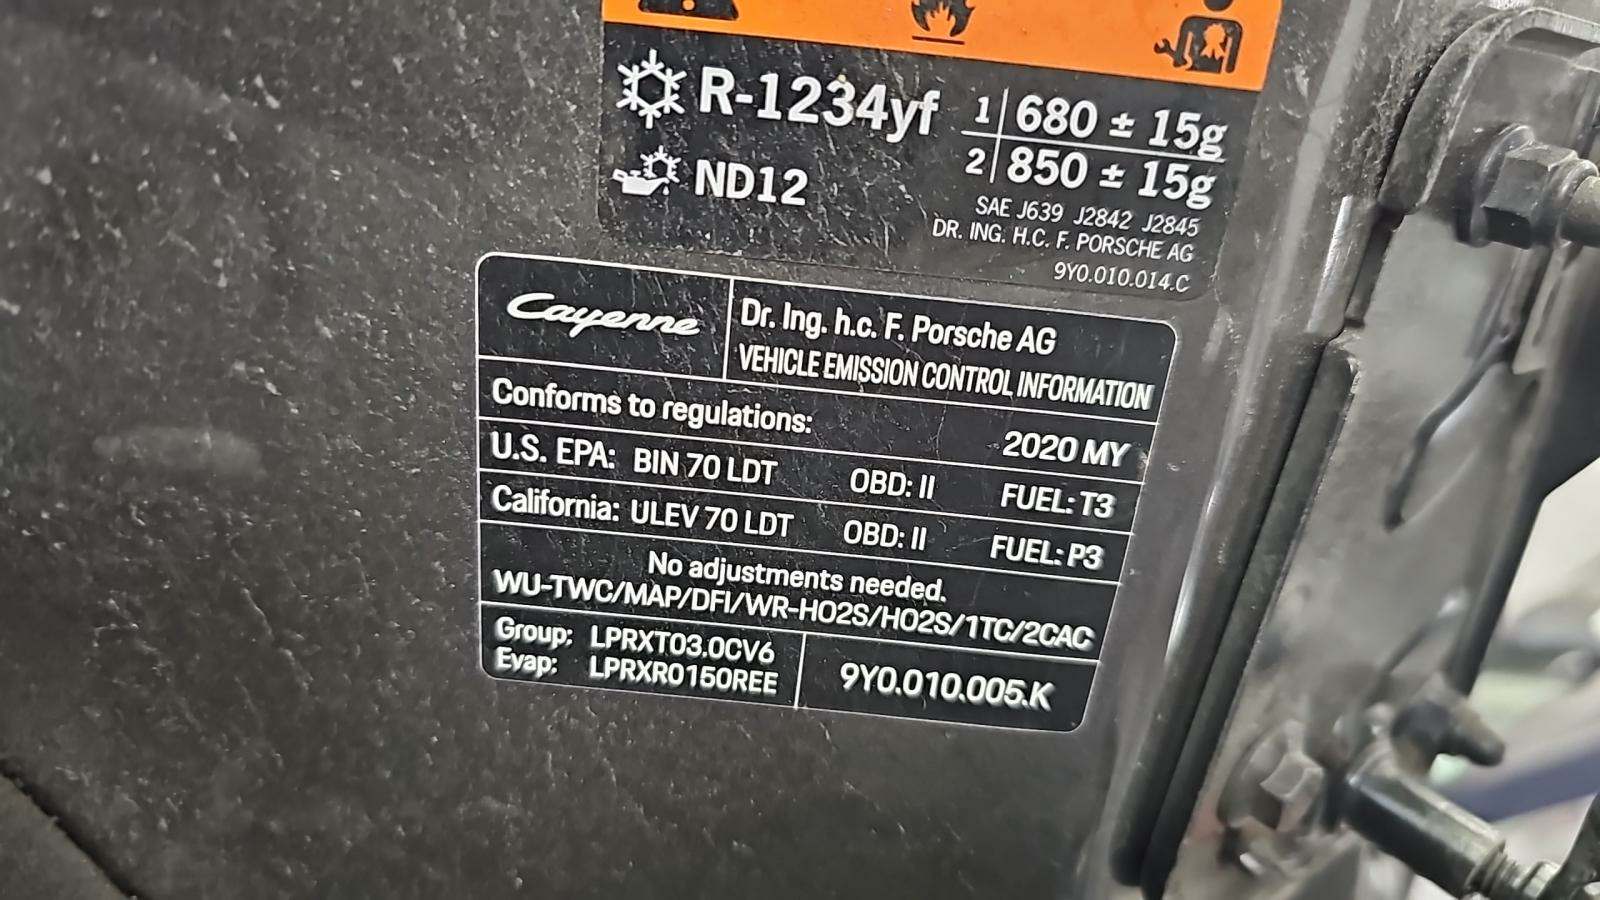 R-1234yf 1 680 ± 15g
2 850 ± 15g
ND12
SAE J639 J2842 J2845
DR. ING. H.C. F. PORSCHE AG
9Y0.010.014.C
Cayenne
Dr. Ing. h.c. F. Porsche AG
VEHICLE EMISSION CONTROL INFORMATION
Conforms to regulations: 2020 MY
U.S. EPA: BIN 70 LDT OBD: II FUEL: T3
California: ULEV 70 LDT OBD: II FUEL: P3
No adjustments needed.
WU-TWC/MAP/DFI/WR-HO2S/HO2S/1TC/2CAC
Group: LPRXT03.0CV6
Evap: LPRXR0150REE
9Y0.010.005.K